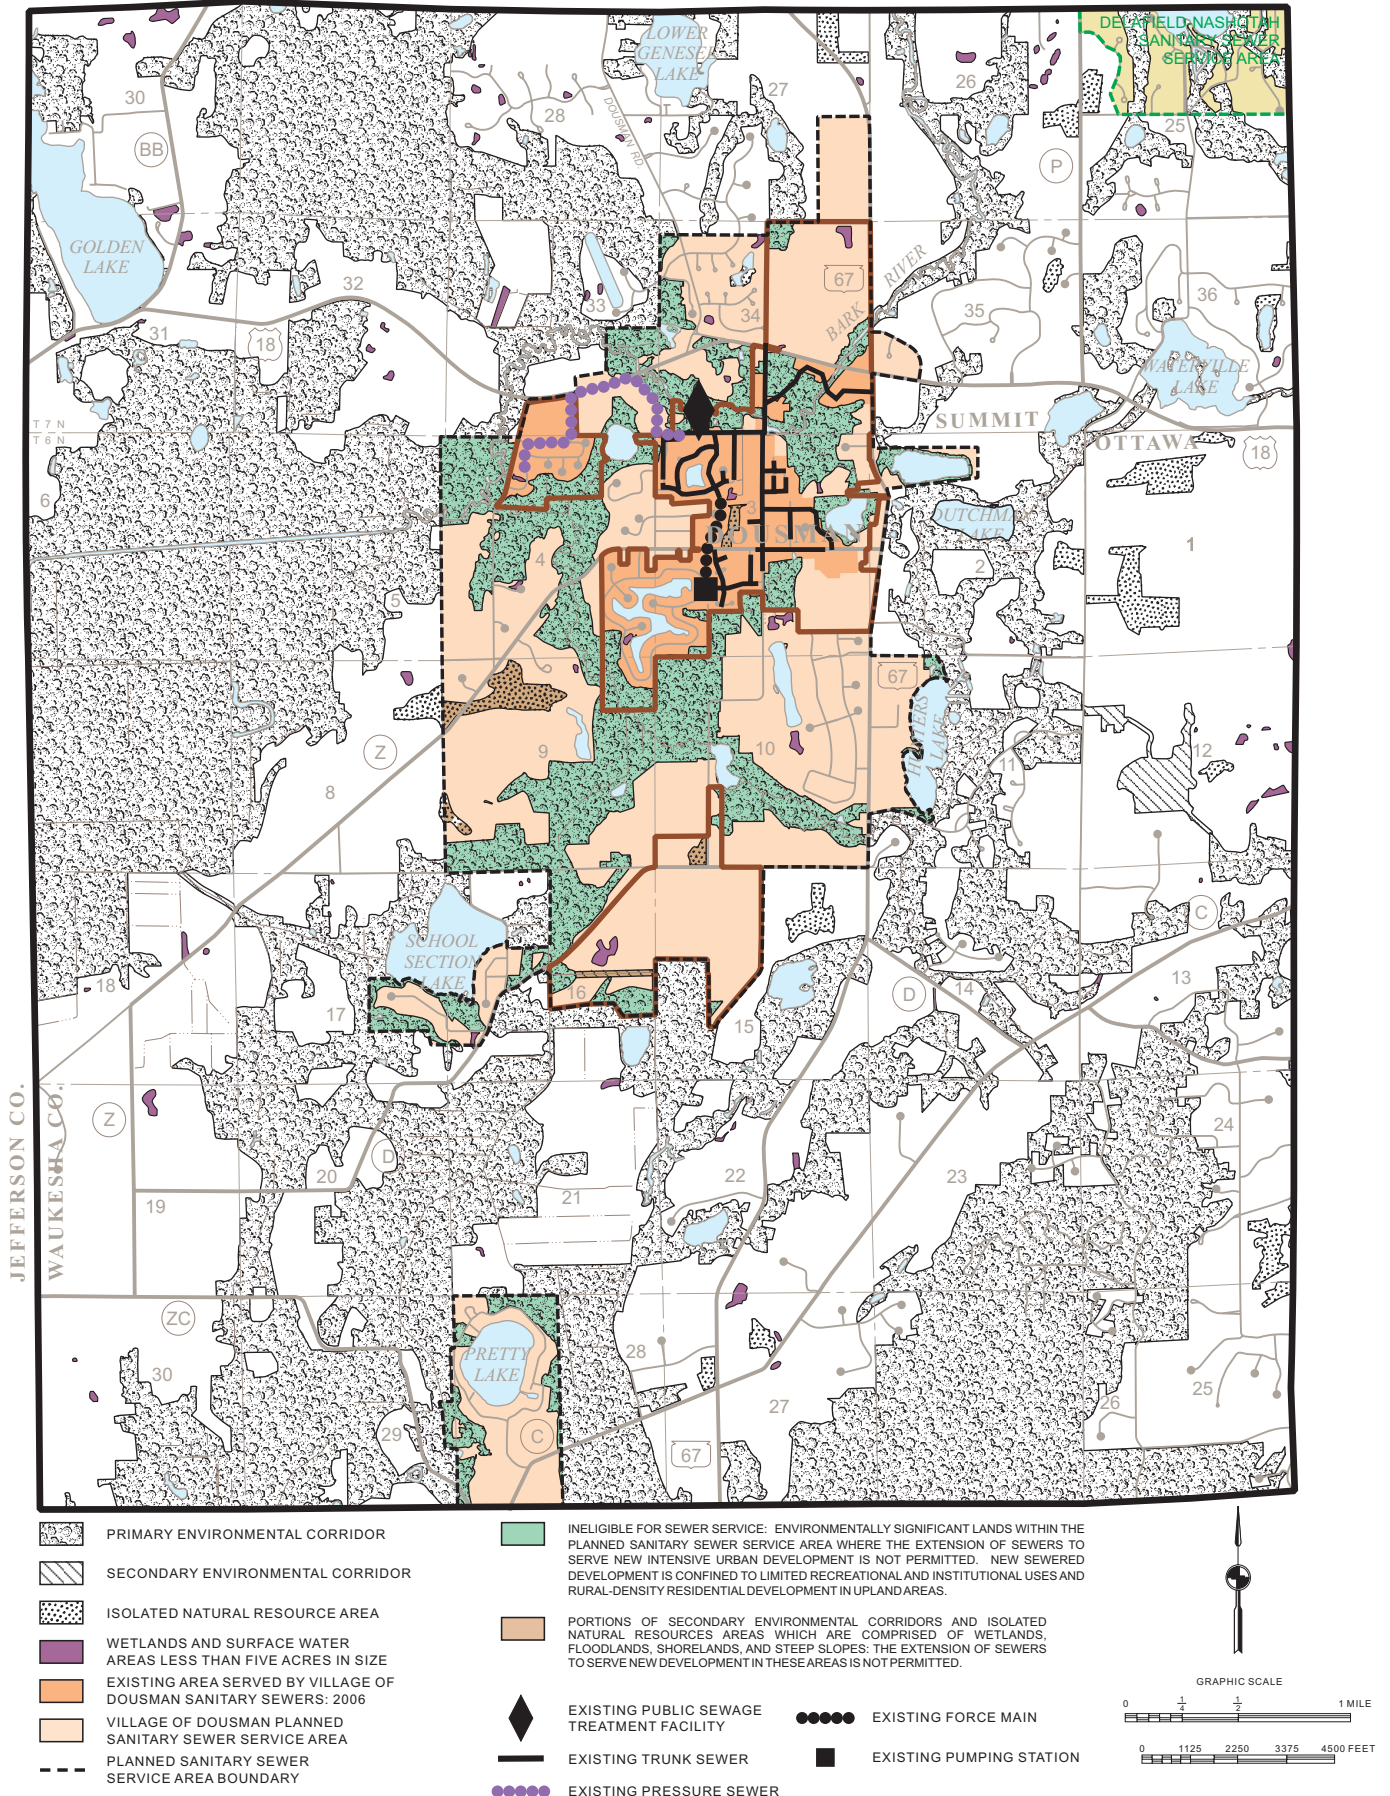 DELAFIELD-NASHOTAH
SANITARY SEWER
SERVICE AREA
LOWER
GENESEE
LAKE
30
28
27
26
25
DOUSMAN RD
BB
P
GOLDEN
LAKE
32
33
34
67
BARK
RIVER
35
36
31
18
WATERVILLE
LAKE
T 7 N
T 6 N
SUMMIT
OTTAWA
18
6
DUTCHMAN
LAKE
3
DOUSMAN
4
5
2
1
67
HUNTERS
LAKE
Z
8
9
10
11
12
C
SCHOOL
SECTION
LAKE
18
17
16
15
D
14
13
JEFFERSON CO.
WAUKESHA CO.
Z
D
20
19
21
22
23
24
ZC
PRETTY
LAKE
28
30
29
C
67
27
26
25
PRIMARY ENVIRONMENTAL CORRIDOR
SECONDARY ENVIRONMENTAL CORRIDOR
ISOLATED NATURAL RESOURCE AREA
WETLANDS AND SURFACE WATER
AREAS LESS THAN FIVE ACRES IN SIZE
EXISTING AREA SERVED BY VILLAGE OF
DOUSMAN SANITARY SEWERS: 2006
VILLAGE OF DOUSMAN PLANNED
SANITARY SEWER SERVICE AREA
PLANNED SANITARY SEWER
SERVICE AREA BOUNDARY
INELIGIBLE FOR SEWER SERVICE: ENVIRONMENTALLY SIGNIFICANT LANDS WITHIN THE
PLANNED SANITARY SEWER SERVICE AREA WHERE THE EXTENSION OF SEWERS TO
SERVE NEW INTENSIVE URBAN DEVELOPMENT IS NOT PERMITTED. NEW SEWERED
DEVELOPMENT IS CONFINED TO LIMITED RECREATIONAL AND INSTITUTIONAL USES AND
RURAL-DENSITY RESIDENTIAL DEVELOPMENT IN UPLAND AREAS.
PORTIONS OF SECONDARY ENVIRONMENTAL CORRIDORS AND ISOLATED
NATURAL RESOURCES AREAS WHICH ARE COMPRISED OF WETLANDS,
FLOODLANDS, SHORELANDS, AND STEEP SLOPES: THE EXTENSION OF SEWERS
TO SERVE NEW DEVELOPMENT IN THESE AREAS IS NOT PERMITTED.
EXISTING PUBLIC SEWAGE
TREATMENT FACILITY
EXISTING TRUNK SEWER
EXISTING PRESSURE SEWER
EXISTING FORCE MAIN
EXISTING PUMPING STATION
GRAPHIC SCALE
0 1/4 1/2 1 MILE
0 1125 2250 3375 4500 FEET